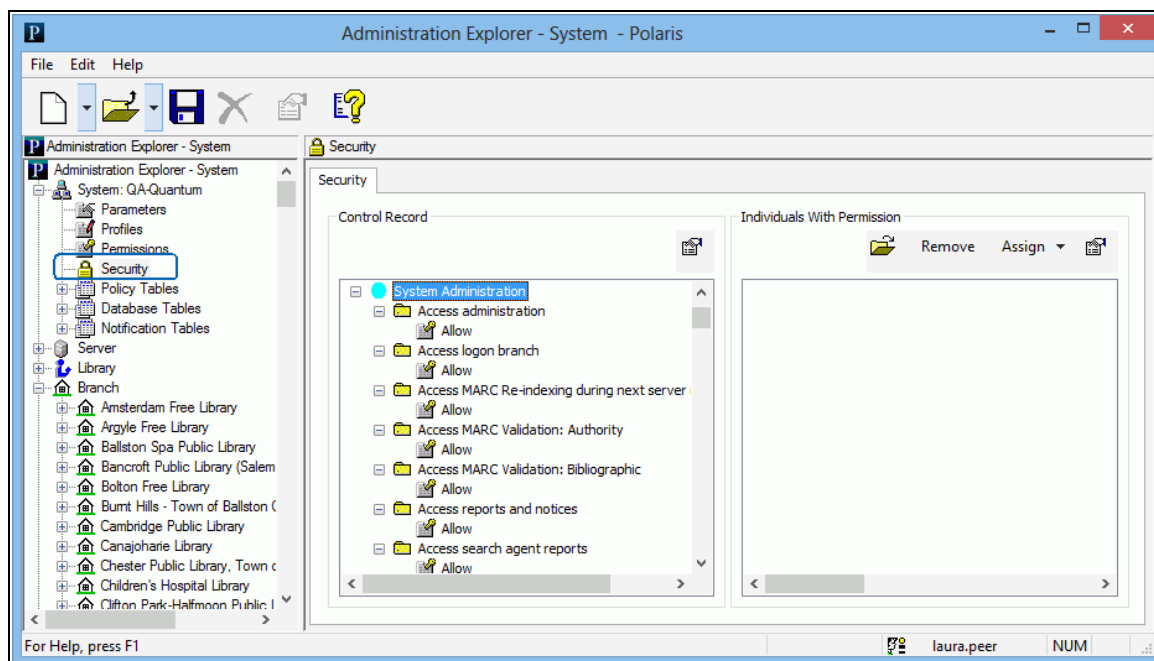 Administration Explorer - System - Polaris
File Edit Help
Administration Explorer - System
Security
Administration Explorer - System
System: QA-Quantum
Parameters
Profiles
Permissions
Security
Policy Tables
Database Tables
Notification Tables
Server
Library
Branch
Amsterdam Free Library
Argyle Free Library
Ballston Spa Public Library
Bancroft Public Library (Salem
Bolton Free Library
Burnt Hills - Town of Ballston
Cambridge Public Library
Canajoharie Library
Chester Public Library, Town
Children's Hospital Library
Clifton Park-Halfmoon Public
Security
Control Record
System Administration
Access administration
Allow
Access logon branch
Allow
Access MARC Re-indexing during next server
Allow
Access MARC Validation: Authority
Allow
Access MARC Validation: Bibliographic
Allow
Access reports and notices
Allow
Access search agent reports
Allow
Individuals With Permission
Remove Assign
For Help, press F1
laura.peer
NUM